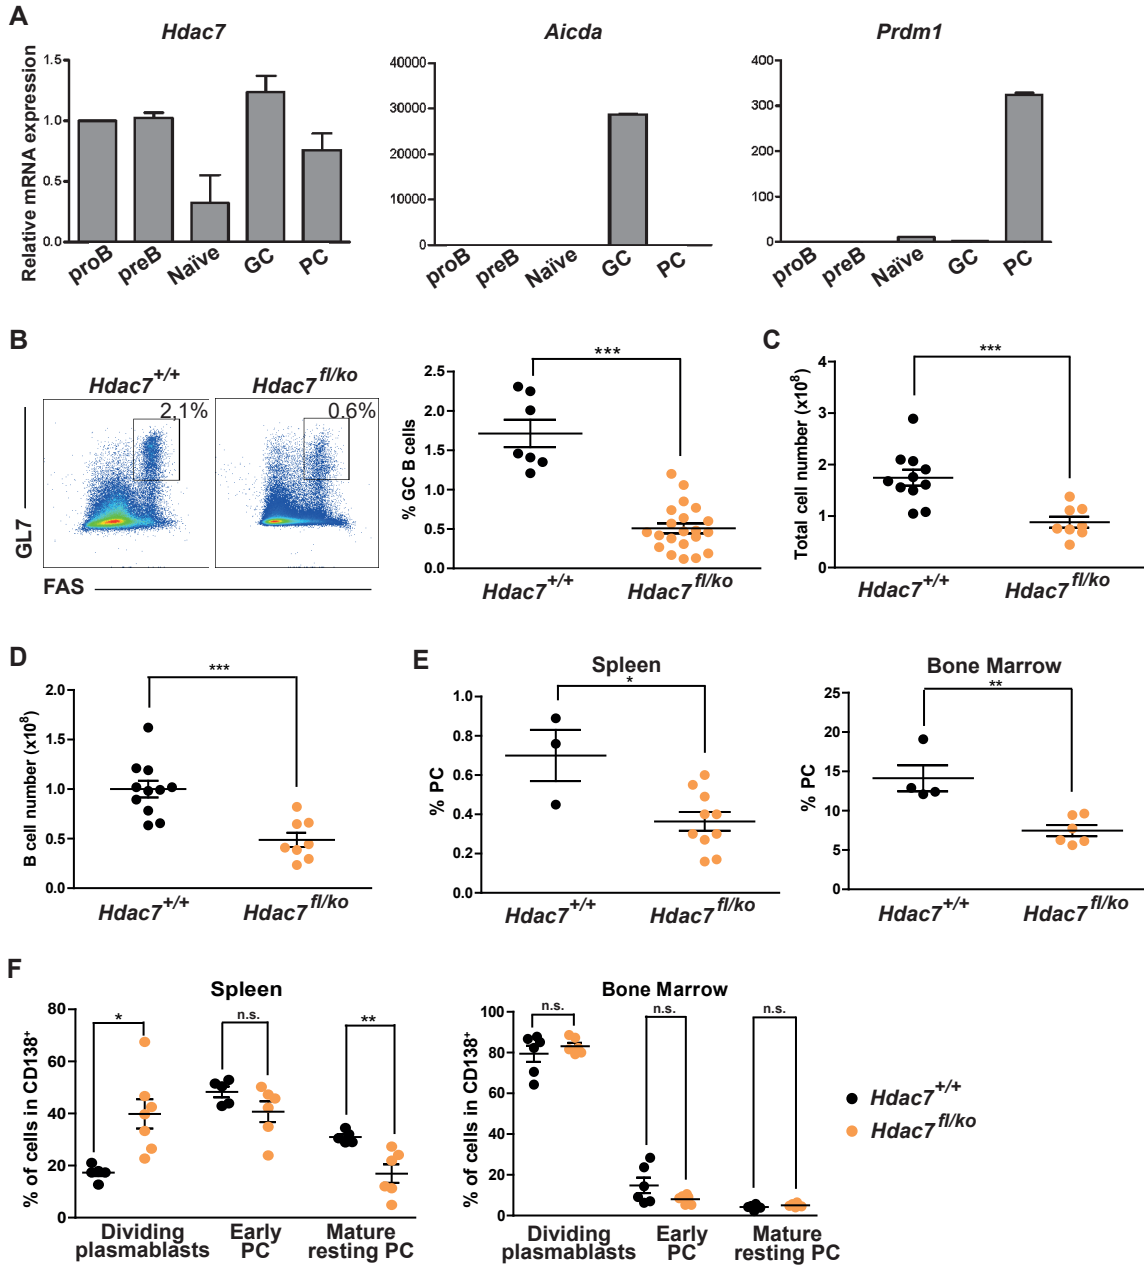 A
Hdac7
Aicda
Prdm1
Relative mRNA expression
1.5
1.0
0.5
0.0
proB
preB
Naïve
GC
PC
40000
30000
20000
10000
0
proB
preB
Naïve
GC
PC
400
300
200
100
0
proB
preB
Naïve
GC
PC
B
Hdac7+/+
Hdac7fl/ko
2,1%
0.6%
GL7
FAS
***
% GC B cells
2.5
2.0
1.5
1.0
0.5
0.0
Hdac7+/+
Hdac7fl/ko
C
***
Total cell number (x10⁸)
4
3
2
1
0
Hdac7+/+
Hdac7fl/ko
D
***
B cell number (x10⁸)
2.0
1.5
1.0
0.5
0.0
Hdac7+/+
Hdac7fl/ko
E
Spleen
*
% PC
1.0
0.8
0.6
0.4
0.2
0.0
Hdac7+/+
Hdac7fl/ko
Bone Marrow
**
% PC
25
20
15
10
5
0
Hdac7+/+
Hdac7fl/ko
F
Spleen
% of cells in CD138⁺
80
60
40
20
0
*
n.s.
**
Dividing
plasmablasts
Early
PC
Mature
resting PC
Bone Marrow
% of cells in CD138⁺
100
80
60
40
20
0
n.s.
n.s.
n.s.
Dividing
plasmablasts
Early
PC
Mature
resting PC
Hdac7+/+
Hdac7fl/ko